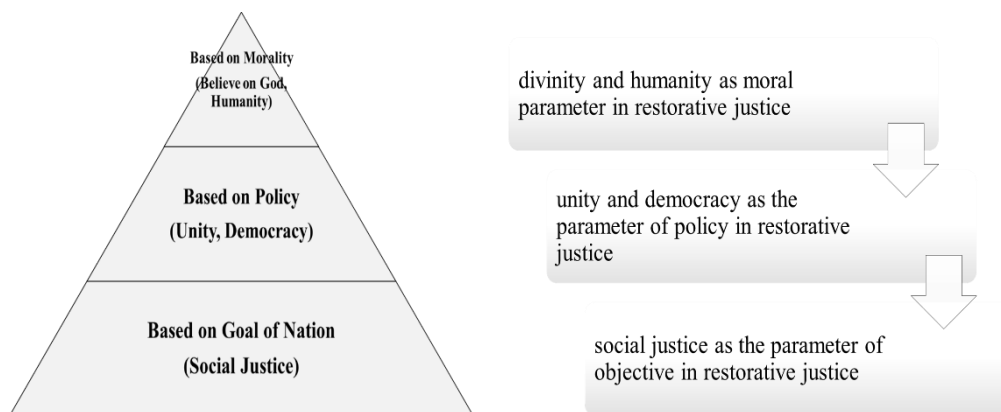 Based on Morality
(Believe on God,
Humanity)
Based on Policy
(Unity, Democracy)
Based on Goal of Nation
(Social Justice)
divinity and humanity as moral
parameter in restorative justice
unity and democracy as the
parameter of policy in restorative
justice
social justice as the parameter of
objective in restorative justice